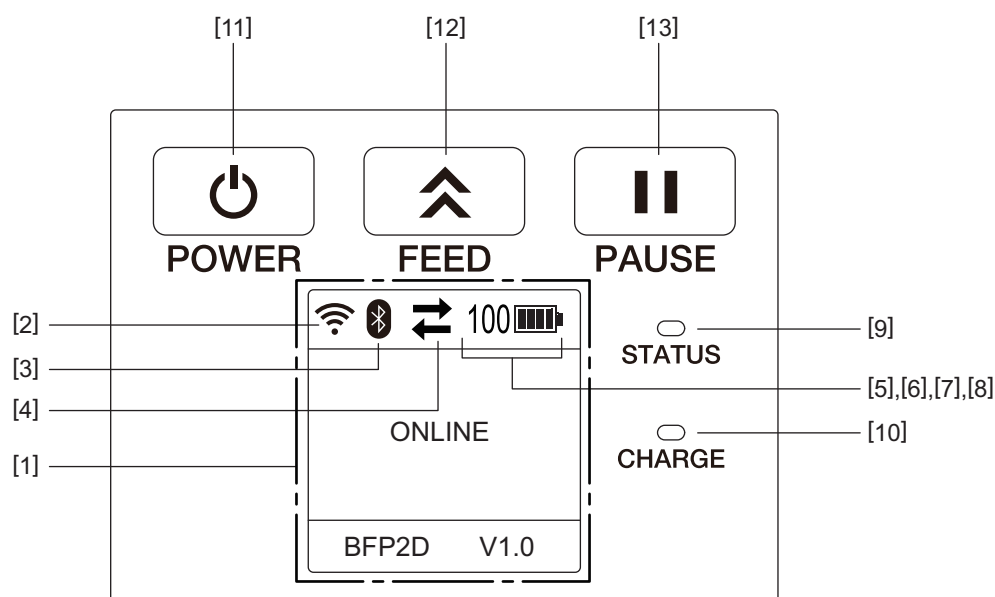 [11] [12] [13]
POWER FEED PAUSE
[2] 100 [9]
[3] STATUS
[4] [5],[6],[7],[8]
ONLINE [10]
[1] CHARGE
BFP2D V1.0